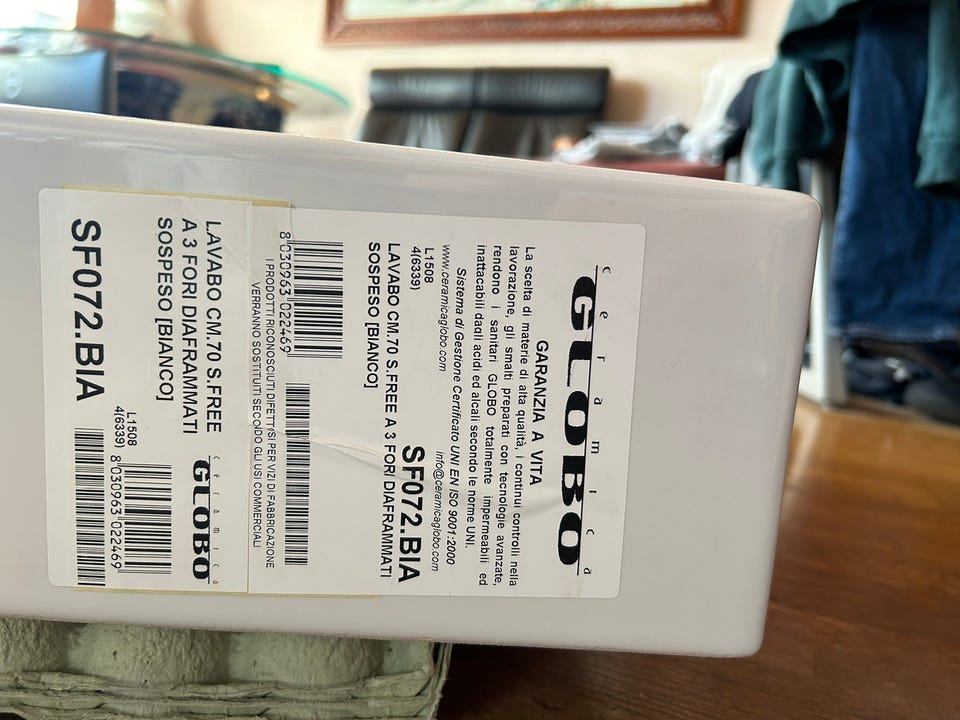 ceramica
GLOBO
GARANZIA A VITA
La scelta di materie di alta qualità, i continui controlli nella
lavorazione, gli smalti preparati con tecnologie avanzate,
rendono i sanitari GLOBO totalmente impermeabili ed
inattaccabili dagli acidi ed alcali secondo le norme UNI.
Sistema di Gestione Certificato UNI EN ISO 9001:2000
www.ceramicaglobo.com info@ceramicaglobo.com
L1508
4(6339)
SF072.BIA
LAVABO CM.70 S.FREE A 3 FORI DIAFRAMMATI
SOSPESO [BIANCO]
8 030963 022469
I PRODOTTI RICONOSCIUTI DIFETTOSI PER VIZI DI FABBRICAZIONE
VERRANNO SOSTITUITI SECONDO GLI USI COMMERCIALI
ceramica
GLOBO
LAVABO CM.70 S.FREE
A 3 FORI DIAFRAMMATI
SOSPESO [BIANCO]
L1508
4(6339)
8 030963 022469
SF072.BIA